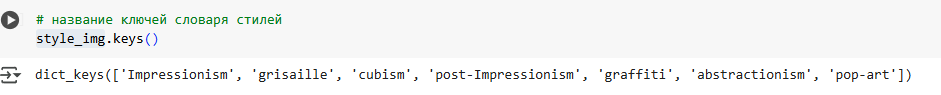 # название ключей словаря стилей
style_img.keys()
dict_keys(['Impressionism', 'grisaille', 'cubism', 'post-Impressionism', 'graffiti', 'abstractionism', 'pop-art'])